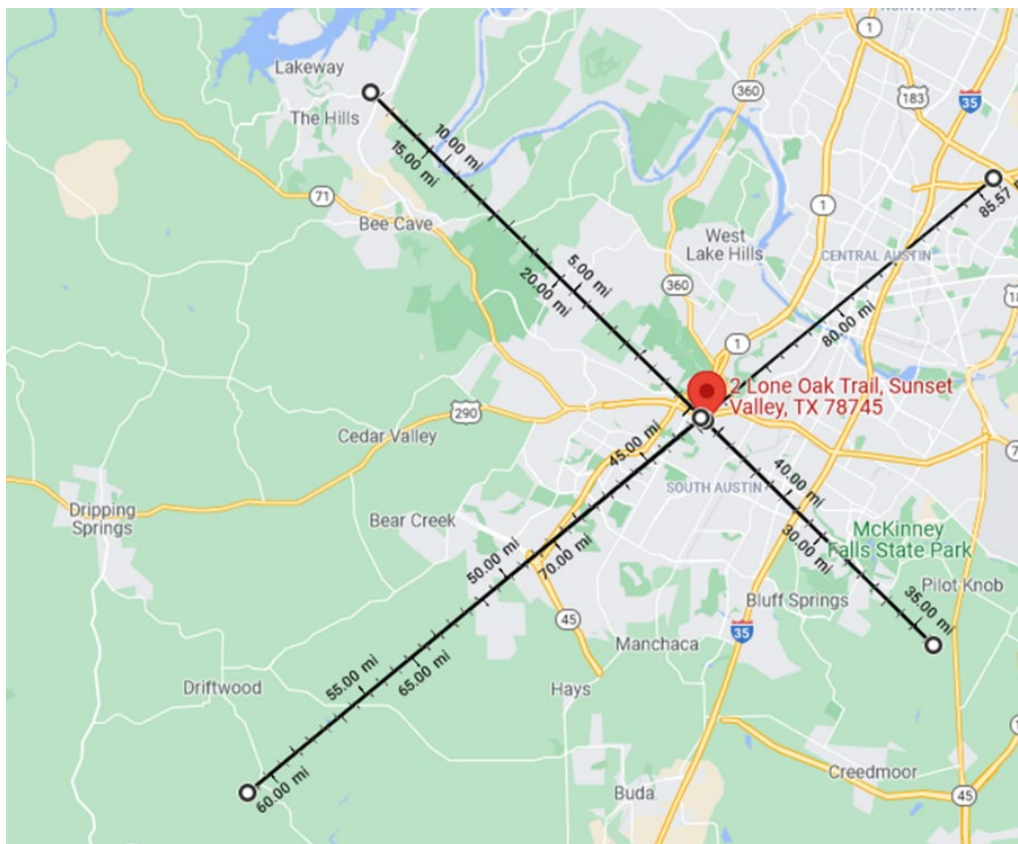 NORTH AUSTIN
1
Lakeway
360
183
35
The Hills
10.00 mi
15.00 mi
85.57
71
1
Bee Cave
West
Lake Hills
CENTRAL AUSTIN
5.00 mi
20.00 mi
360
80.00 mi
1
2 Lone Oak Trail, Sunset
Valley, TX 78745
290
Cedar Valley
45.00 mi
SOUTH AUSTIN
40.00 mi
Dripping
Springs
Bear Creek
McKinney
Falls State Park
30.00 mi
50.00 mi
70.00 mi
Pilot Knob
35.00 mi
Bluff Springs
45
35
Manchaca
55.00 mi
65.00 mi
Driftwood
Hays
60.00 mi
Creedmoor
Buda
45